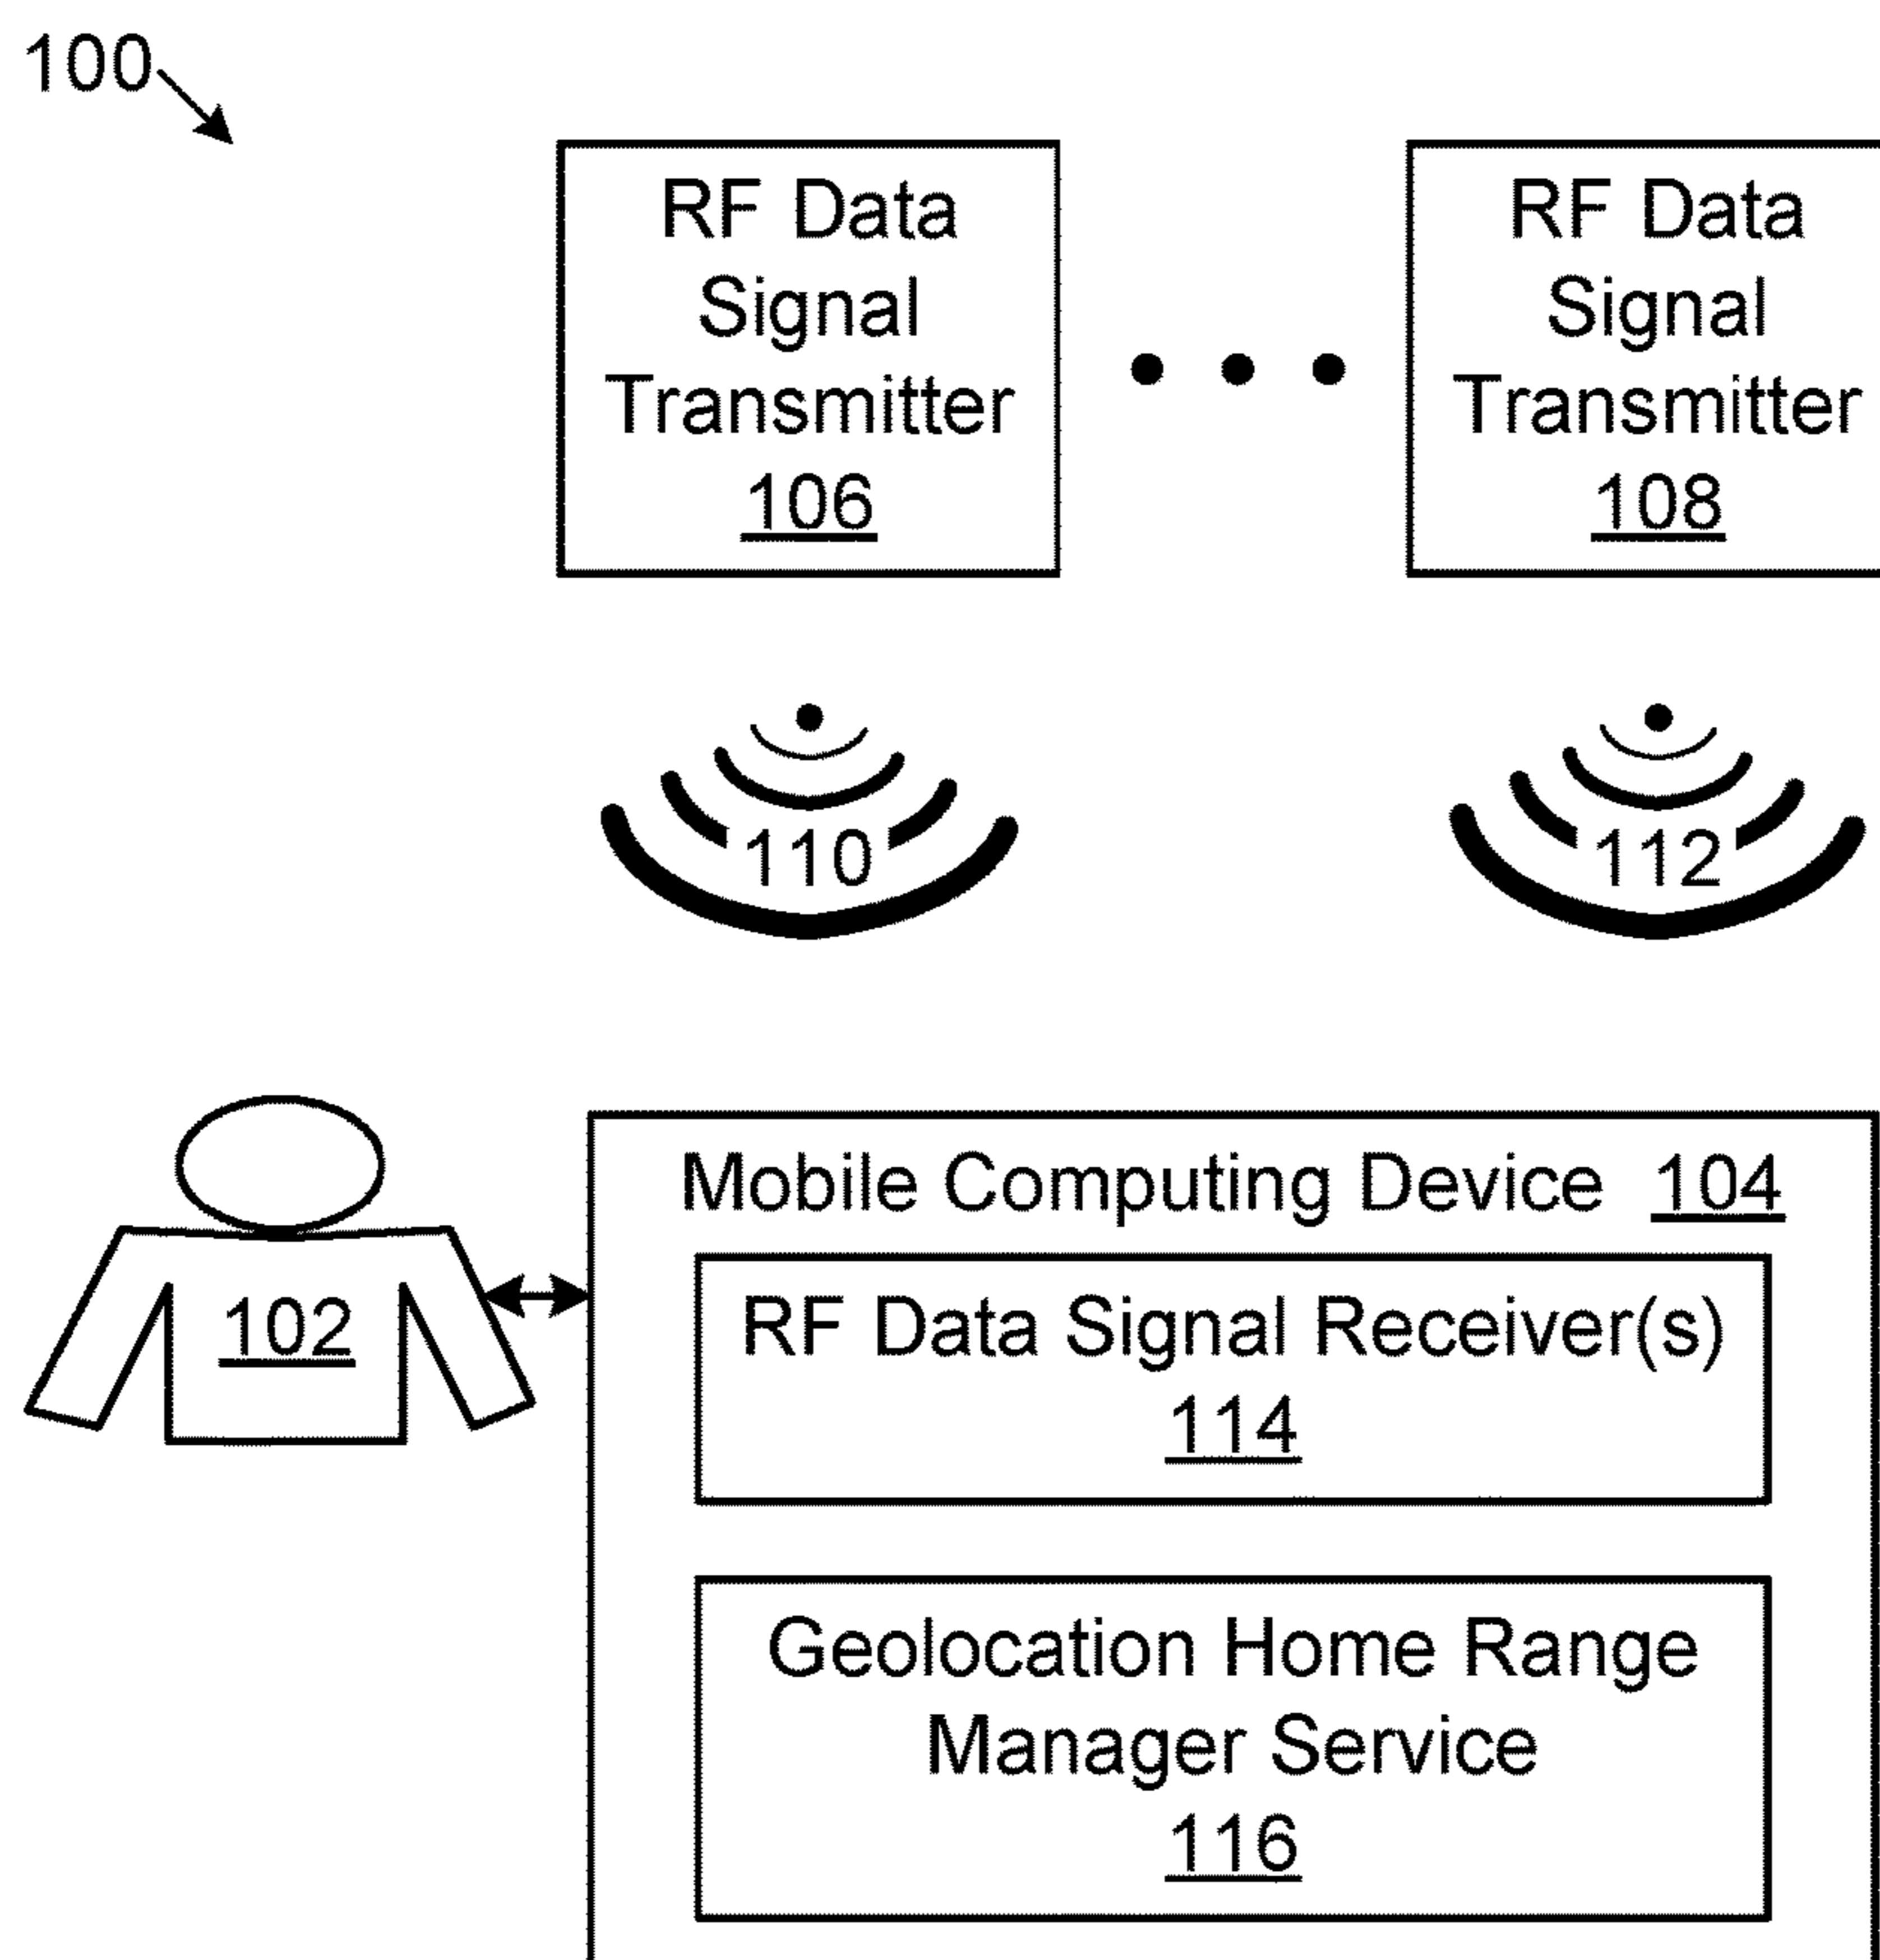 100
RF Data
Signal
Transmitter
106
RF Data
Signal
Transmitter
108
110
112
102
Mobile Computing Device 104
RF Data Signal Receiver(s)
114
Geolocation Home Range
Manager Service
116